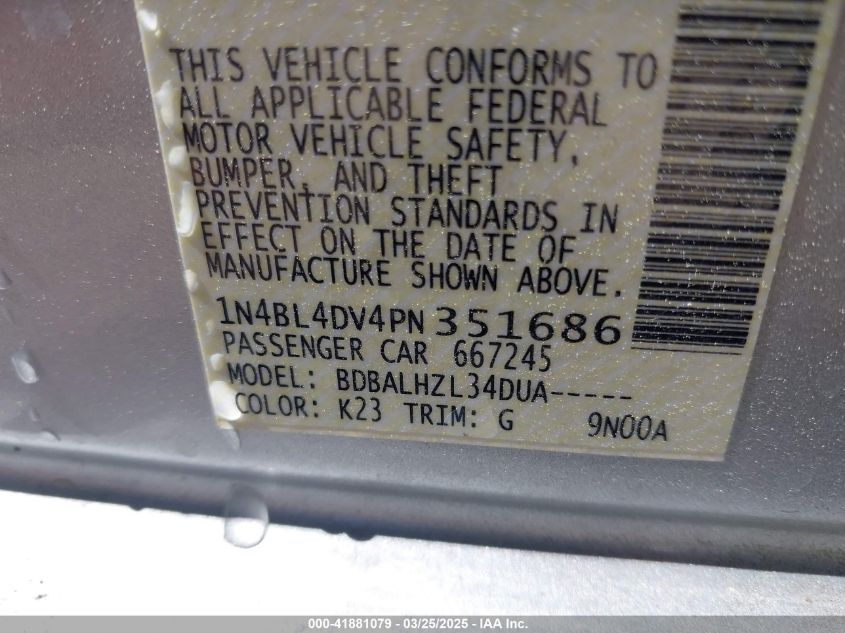 THIS VEHICLE CONFORMS TO
ALL APPLICABLE FEDERAL
MOTOR VEHICLE SAFETY,
BUMPER, AND THEFT
PREVENTION STANDARDS IN
EFFECT ON THE DATE OF
MANUFACTURE SHOWN ABOVE.
1N4BL4DV4PN351686
PASSENGER CAR 667245
MODEL: BDBALHZL34DUA-----
COLOR: K23 TRIM: G 9N00A
000-41881079 - 03/25/2025 - IAA Inc.